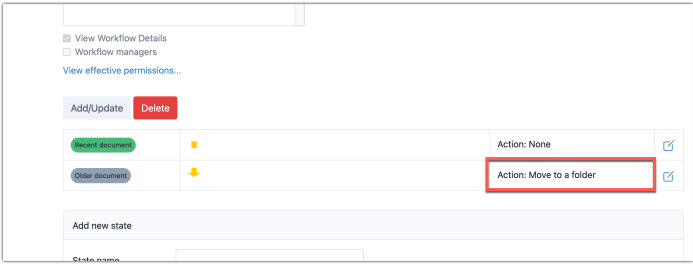 View Workflow Details
Workflow managers
View effective permissions...
Add/Update Delete
Recent document Action: None
Older document Action: Move to a folder
Add new state
State name